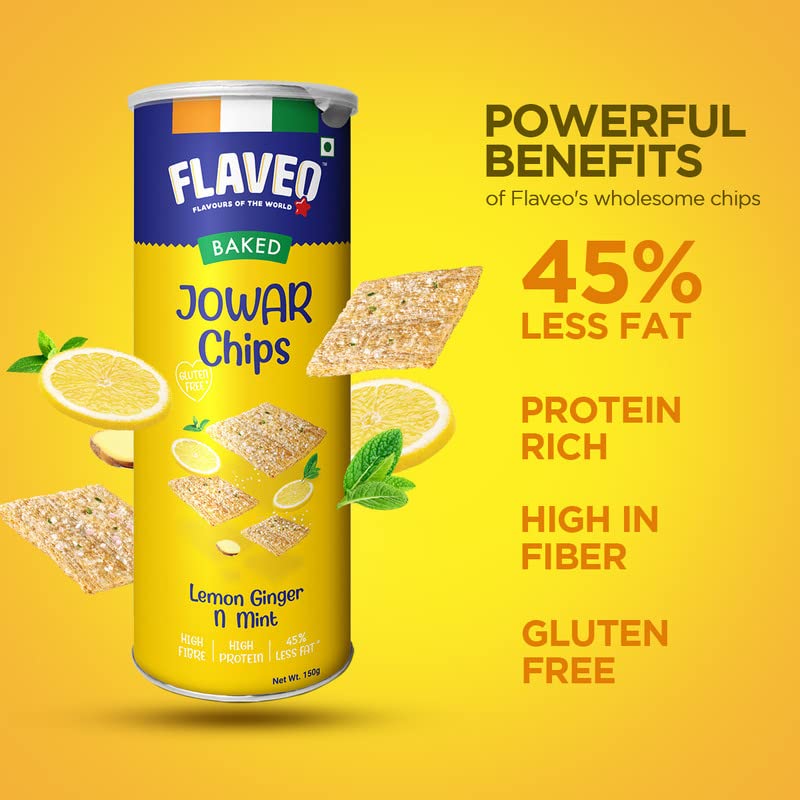 FLAVEO™
FLAVOURS OF THE WORLD
BAKED
JOWAR
Chips
GLUTEN
FREE
Lemon Ginger
N Mint
HIGH
FIBRE
HIGH
PROTEIN
45%
LESS FAT*
Net Wt. 150g
POWERFUL
BENEFITS
of Flaveo's wholesome chips
45%
LESS FAT
PROTEIN
RICH
HIGH IN
FIBER
GLUTEN
FREE